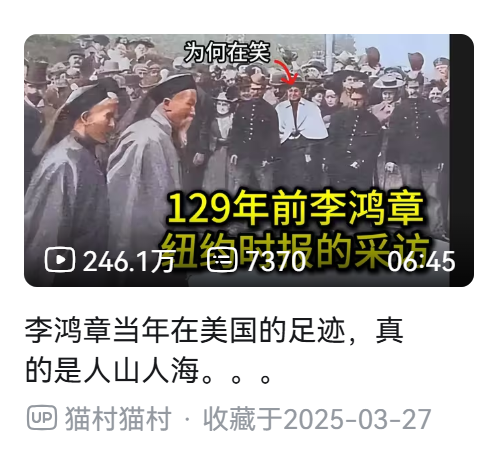 为何在笑
129年前李鸿章
纽约时报的采访
246.1万 7370 06:45
李鸿章当年在美国的足迹，真
的是人山人海。。。
UP 猫村猫村 · 收藏于2025-03-27